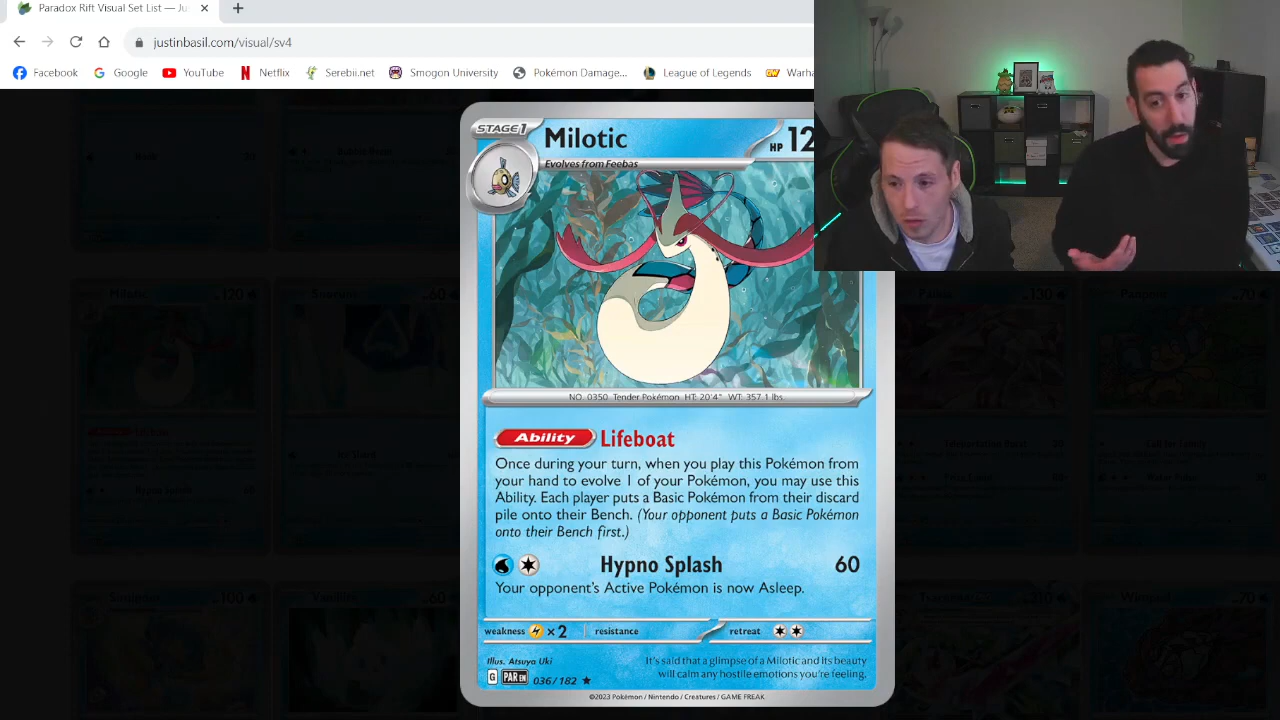 Paradox Rift Visual Set List — Ju
justinbasil.com/visual/sv4
Facebook Google YouTube Netflix Serebii.net Smogon University Pokémon Damage... League of Legends Warha
STAGE 1 Milotic HP 12
Evolves from Feebas
NO. 0350 Tender Pokémon HT: 20'4" WT: 357.1 lbs.
Ability Lifeboat
Once during your turn, when you play this Pokémon from
your hand to evolve 1 of your Pokémon, you may use this
Ability. Each player puts a Basic Pokémon from their discard
pile onto their Bench. (Your opponent puts a Basic Pokémon
onto their Bench first.)
Hypno Splash 60
Your opponent's Active Pokémon is now Asleep.
weakness ×2 resistance retreat
Illus. Atsuya Uki
It's said that a glimpse of a Milotic and its beauty
will calm any hostile emotions you're feeling.
G PAR EN 036/182
©2023 Pokémon / Nintendo / Creatures / GAME FREAK